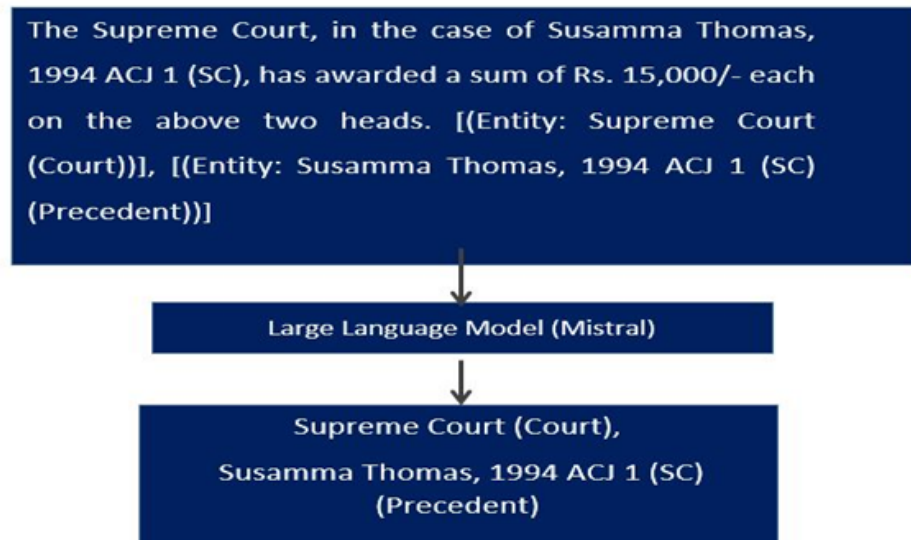 The Supreme Court, in the case of Susamma Thomas,
1994 ACJ 1 (SC), has awarded a sum of Rs. 15,000/- each
on the above two heads. [(Entity: Supreme Court
(Court))], [(Entity: Susamma Thomas, 1994 ACJ 1 (SC)
(Precedent))]
Large Language Model (Mistral)
Supreme Court (Court),
Susamma Thomas, 1994 ACJ 1 (SC)
(Precedent)